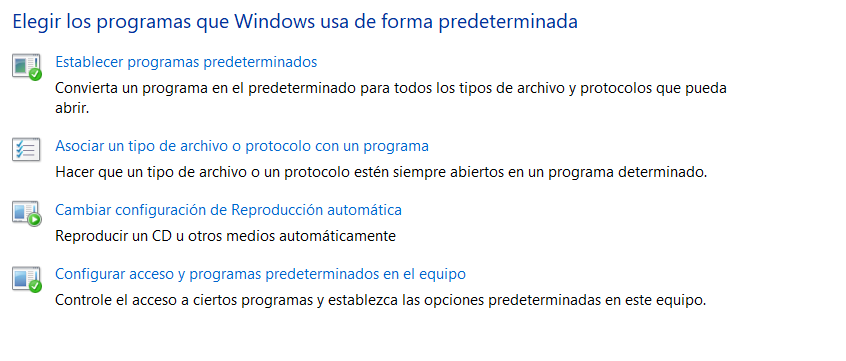 Elegir los programas que Windows usa de forma predeterminada
Establecer programas predeterminados
Convierta un programa en el predeterminado para todos los tipos de archivo y protocolos que pueda
abrir.
Asociar un tipo de archivo o protocolo con un programa
Hacer que un tipo de archivo o un protocolo estén siempre abiertos en un programa determinado.
Cambiar configuración de Reproducción automática
Reproducir un CD u otros medios automáticamente
Configurar acceso y programas predeterminados en el equipo
Controle el acceso a ciertos programas y establezca las opciones predeterminadas en este equipo.